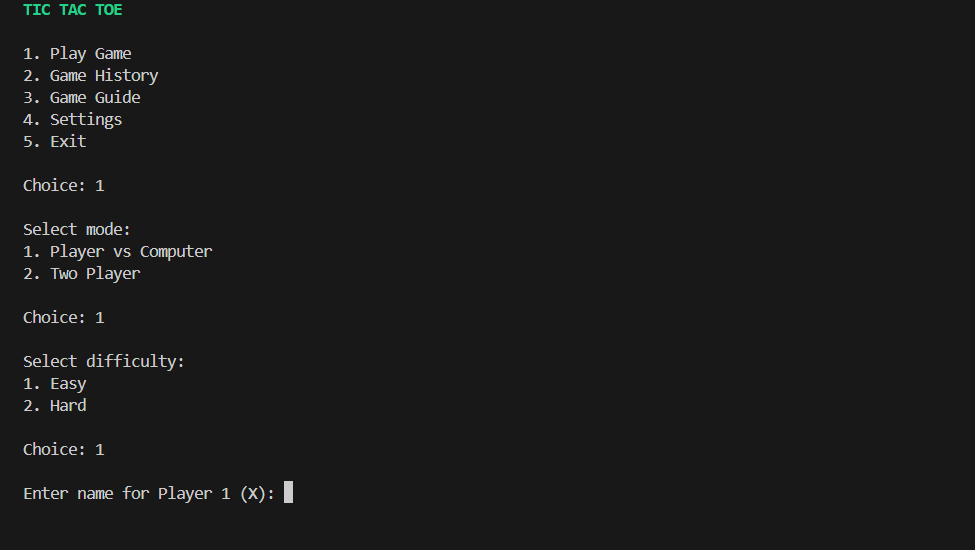 TIC TAC TOE
1. Play Game
2. Game History
3. Game Guide
4. Settings
5. Exit
Choice: 1
Select mode:
1. Player vs Computer
2. Two Player
Choice: 1
Select difficulty:
1. Easy
2. Hard
Choice: 1
Enter name for Player 1 (X):